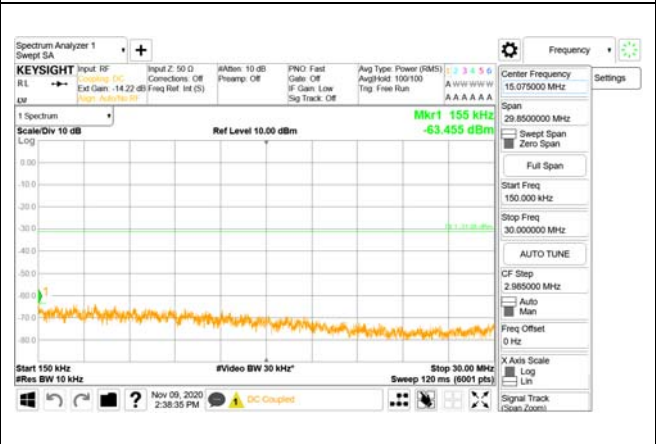 Spectrum Analyzer 1
Swept SA
Frequency
KEYSIGHT
RL
Input: RF
Coupling: DC
Ext Gain: -14.22 dB
Align: Auto/No RF
Input Z: 50 Ω
Corrections: Off
Freq Ref: Int (S)
#Atten: 10 dB
Preamp: Off
PNO: Fast
Gate: Off
IF Gain: Low
Sig Track: Off
Avg Type: Power (RMS)
Avg|Hold: 100/100
Trig: Free Run
1 2 3 4 5 6
A W W W W W
A A A A A A
1 Spectrum
Scale/Div 10 dB
Log
Ref Level 10.00 dBm
Mkr1 155 kHz
-63.455 dBm
0.00
-10.0
-20.0
-30.0
-40.0
-50.0
-60.0
-70.0
-80.0
1
Start 150 kHz
#Res BW 10 kHz
#Video BW 30 kHz*
Stop 30.00 MHz
Sweep 120 ms (6001 pts)
Nov 09, 2020
2:38:35 PM
DC Coupled
Center Frequency
15.075000 MHz
Settings
Span
29.8500000 MHz
Swept Span
Zero Span
Full Span
Start Freq
150.000 kHz
Stop Freq
30.000000 MHz
AUTO TUNE
CF Step
2.985000 MHz
Auto
Man
Freq Offset
0 Hz
X Axis Scale
Log
Lin
Signal Track
(Span Zoom)